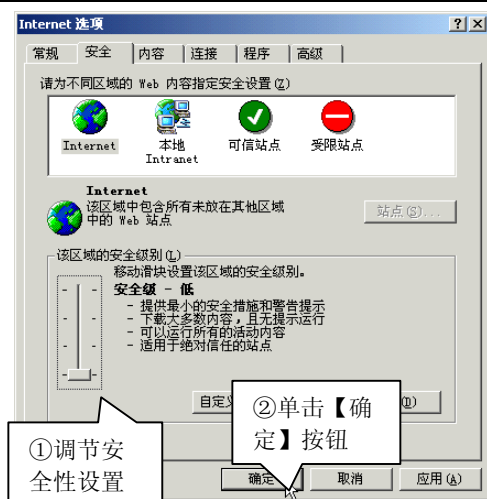 Internet 选项
常规 安全 内容 连接 程序 高级
请为不同区域的 Web 内容指定安全设置(Z)
Internet 本地 Intranet 可信站点 受限站点
Internet
该区域中包含所有未放在其他区域
中的 Web 站点
站点(S)...
该区域的安全级别(L)
移动滑块设置该区域的安全级别。
安全级 - 低
- 提供最小的安全措施和警告提示
- 下载大多数内容，且无提示运行
- 可以运行所有的活动内容
- 适用于绝对信任的站点
自定
(D)
①调节安
全性设置
②单击【确
定】按钮
确定 取消 应用(A)